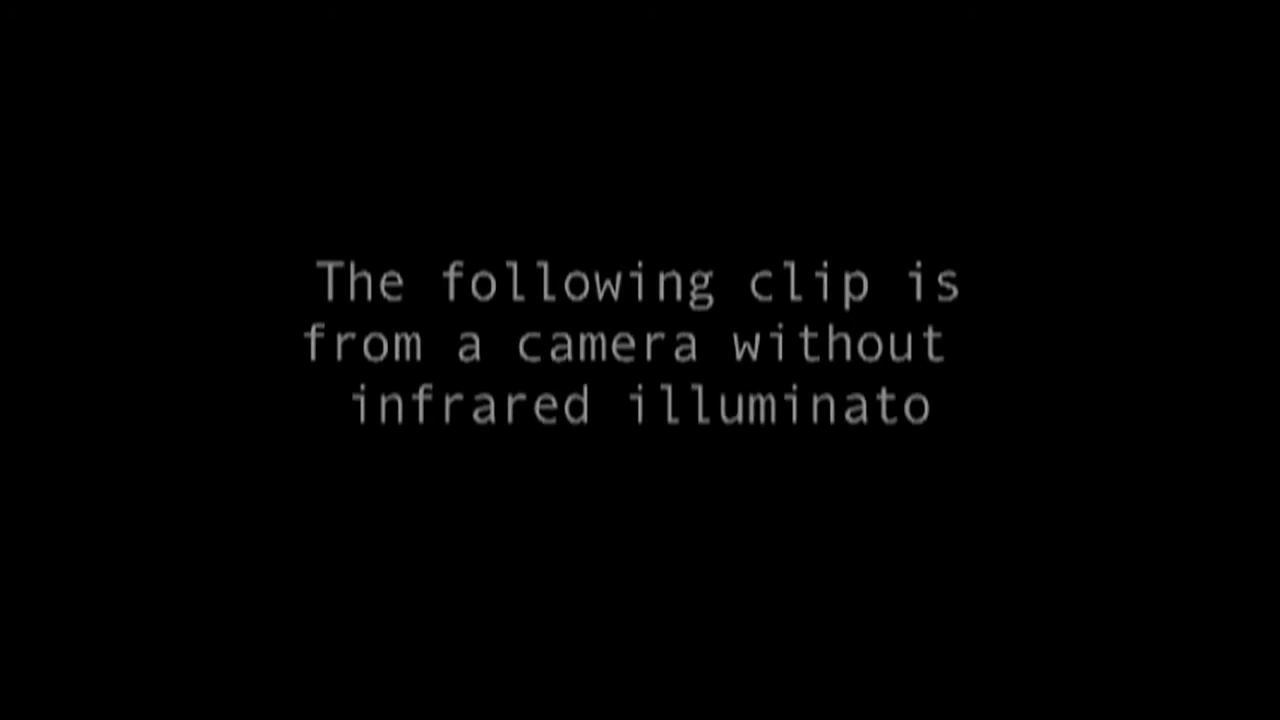 The following clip is
from a camera without
infrared illuminato